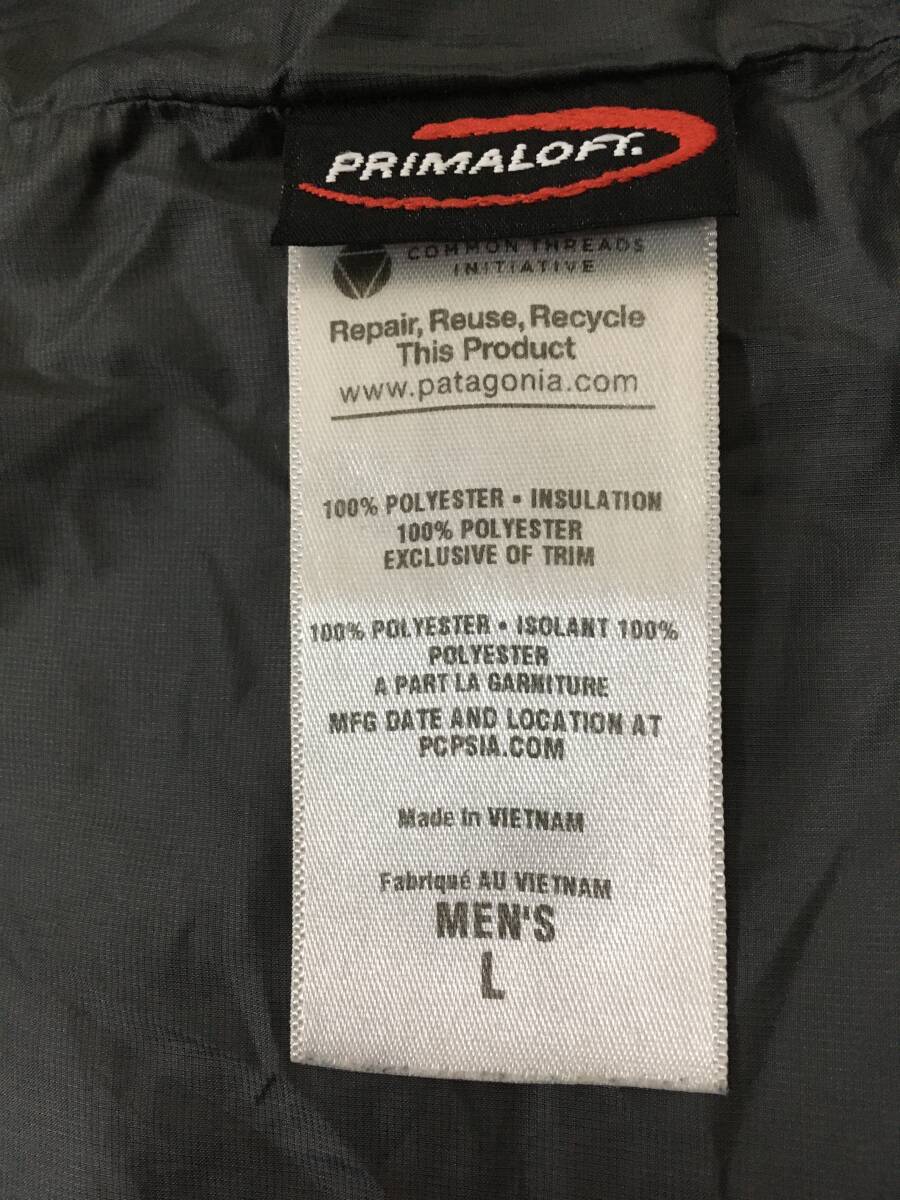 PRIMALOFT.
COMMON THREADS
INITIATIVE
Repair, Reuse, Recycle
This Product
www.patagonia.com
100% POLYESTER • INSULATION
100% POLYESTER
EXCLUSIVE OF TRIM
100% POLYESTER • ISOLANT 100%
POLYESTER
A PART LA GARNITURE
MFG DATE AND LOCATION AT
PCPSIA.COM
Made in VIETNAM
Fabriqué AU VIETNAM
MEN'S
L